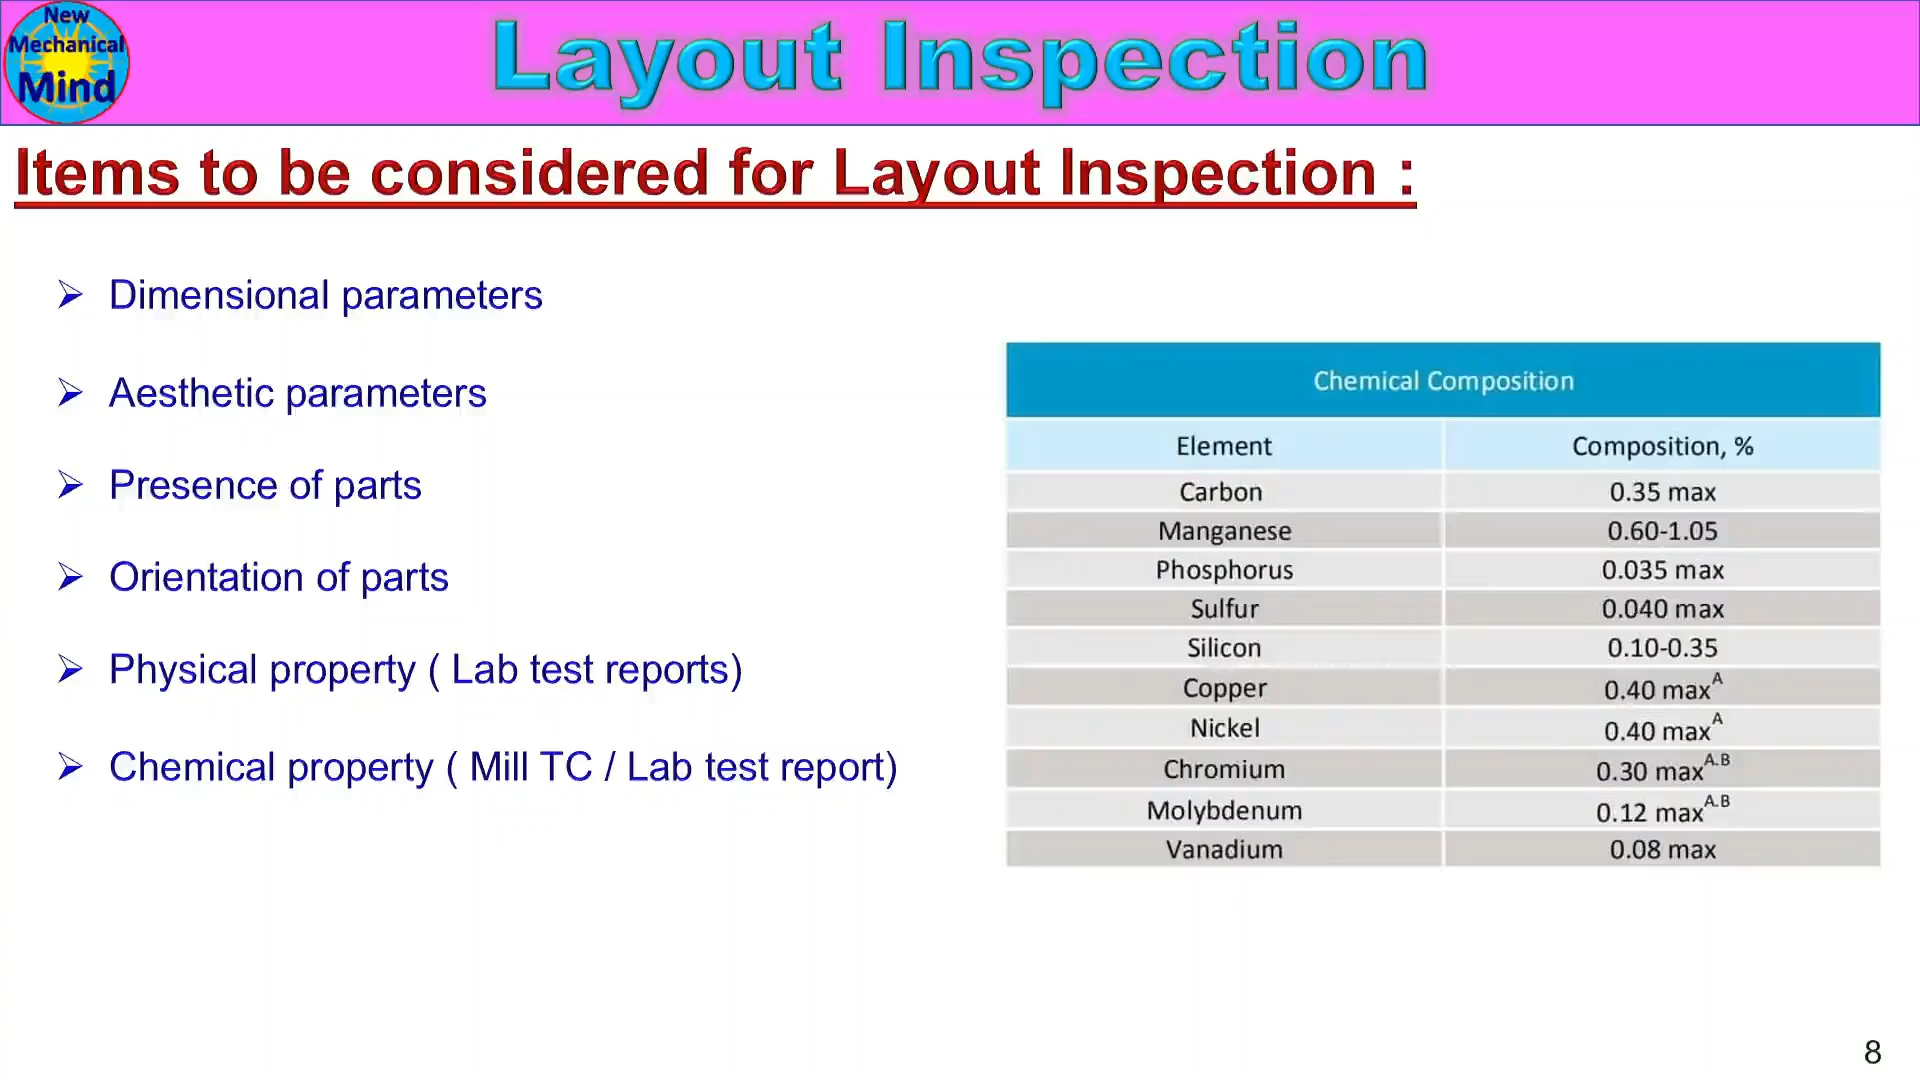 New
Mechanical
Mind
Layout Inspection
Items to be considered for Layout Inspection :
Dimensional parameters
Aesthetic parameters
Presence of parts
Orientation of parts
Physical property ( Lab test reports)
Chemical property ( Mill TC / Lab test report)
Chemical Composition
Element Composition, %
Carbon 0.35 max
Manganese 0.60-1.05
Phosphorus 0.035 max
Sulfur 0.040 max
Silicon 0.10-0.35
Copper 0.40 max^A
Nickel 0.40 max^A
Chromium 0.30 max^A.B
Molybdenum 0.12 max^A.B
Vanadium 0.08 max
8